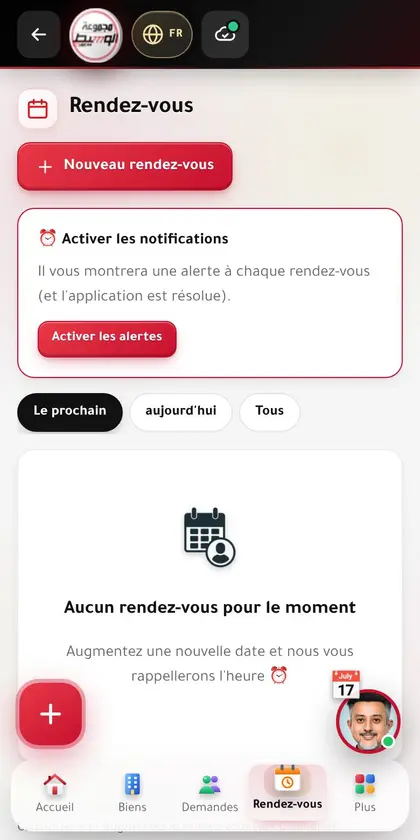 مجموعة
الوسيط
FR
Rendez-vous
+ Nouveau rendez-vous
⏰ Activer les notifications
Il vous montrera une alerte à chaque rendez-vous
(et l'application est résolue).
Activer les alertes
Le prochain
aujourd'hui
Tous
Aucun rendez-vous pour le moment
Augmentez une nouvelle date et nous vous
rappellerons l'heure ⏰
July
17
+
Accueil
Biens
Demandes
Rendez-vous
Plus